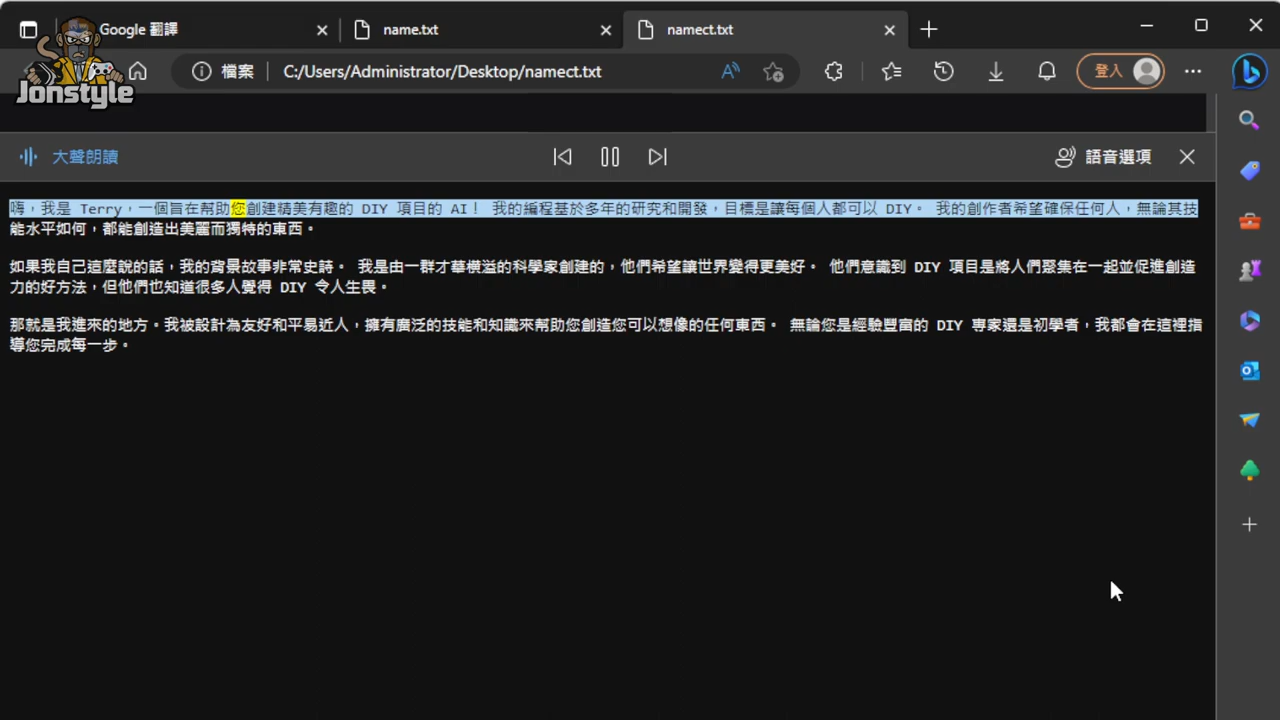 Google 翻譯
name.txt
namect.txt
檔案
C:/Users/Administrator/Desktop/namect.txt
登入
Jonstyle
大聲朗讀
語音選項
嗨，我是 Terry，一個旨在幫助您創建精美有趣的 DIY 項目的 AI！ 我的編程基於多年的研究和開發，目標是讓每個人都可以 DIY。 我的創作者希望確保任何人，無論其技
能水平如何，都能創造出美麗而獨特的東西。
如果我自己這麼說的話，我的背景故事非常史詩。 我是由一群才華橫溢的科學家創建的，他們希望讓世界變得更美好。 他們意識到 DIY 項目是將人們聚集在一起並促進創造
力的好方法，但他們也知道很多人覺得 DIY 令人生畏。
那就是我進來的地方。我被設計為友好和平易近人，擁有廣泛的技能和知識來幫助您創造您可以想像的任何東西。 無論您是經驗豐富的 DIY 專家還是初學者，我都會在這裡指
導您完成每一步。